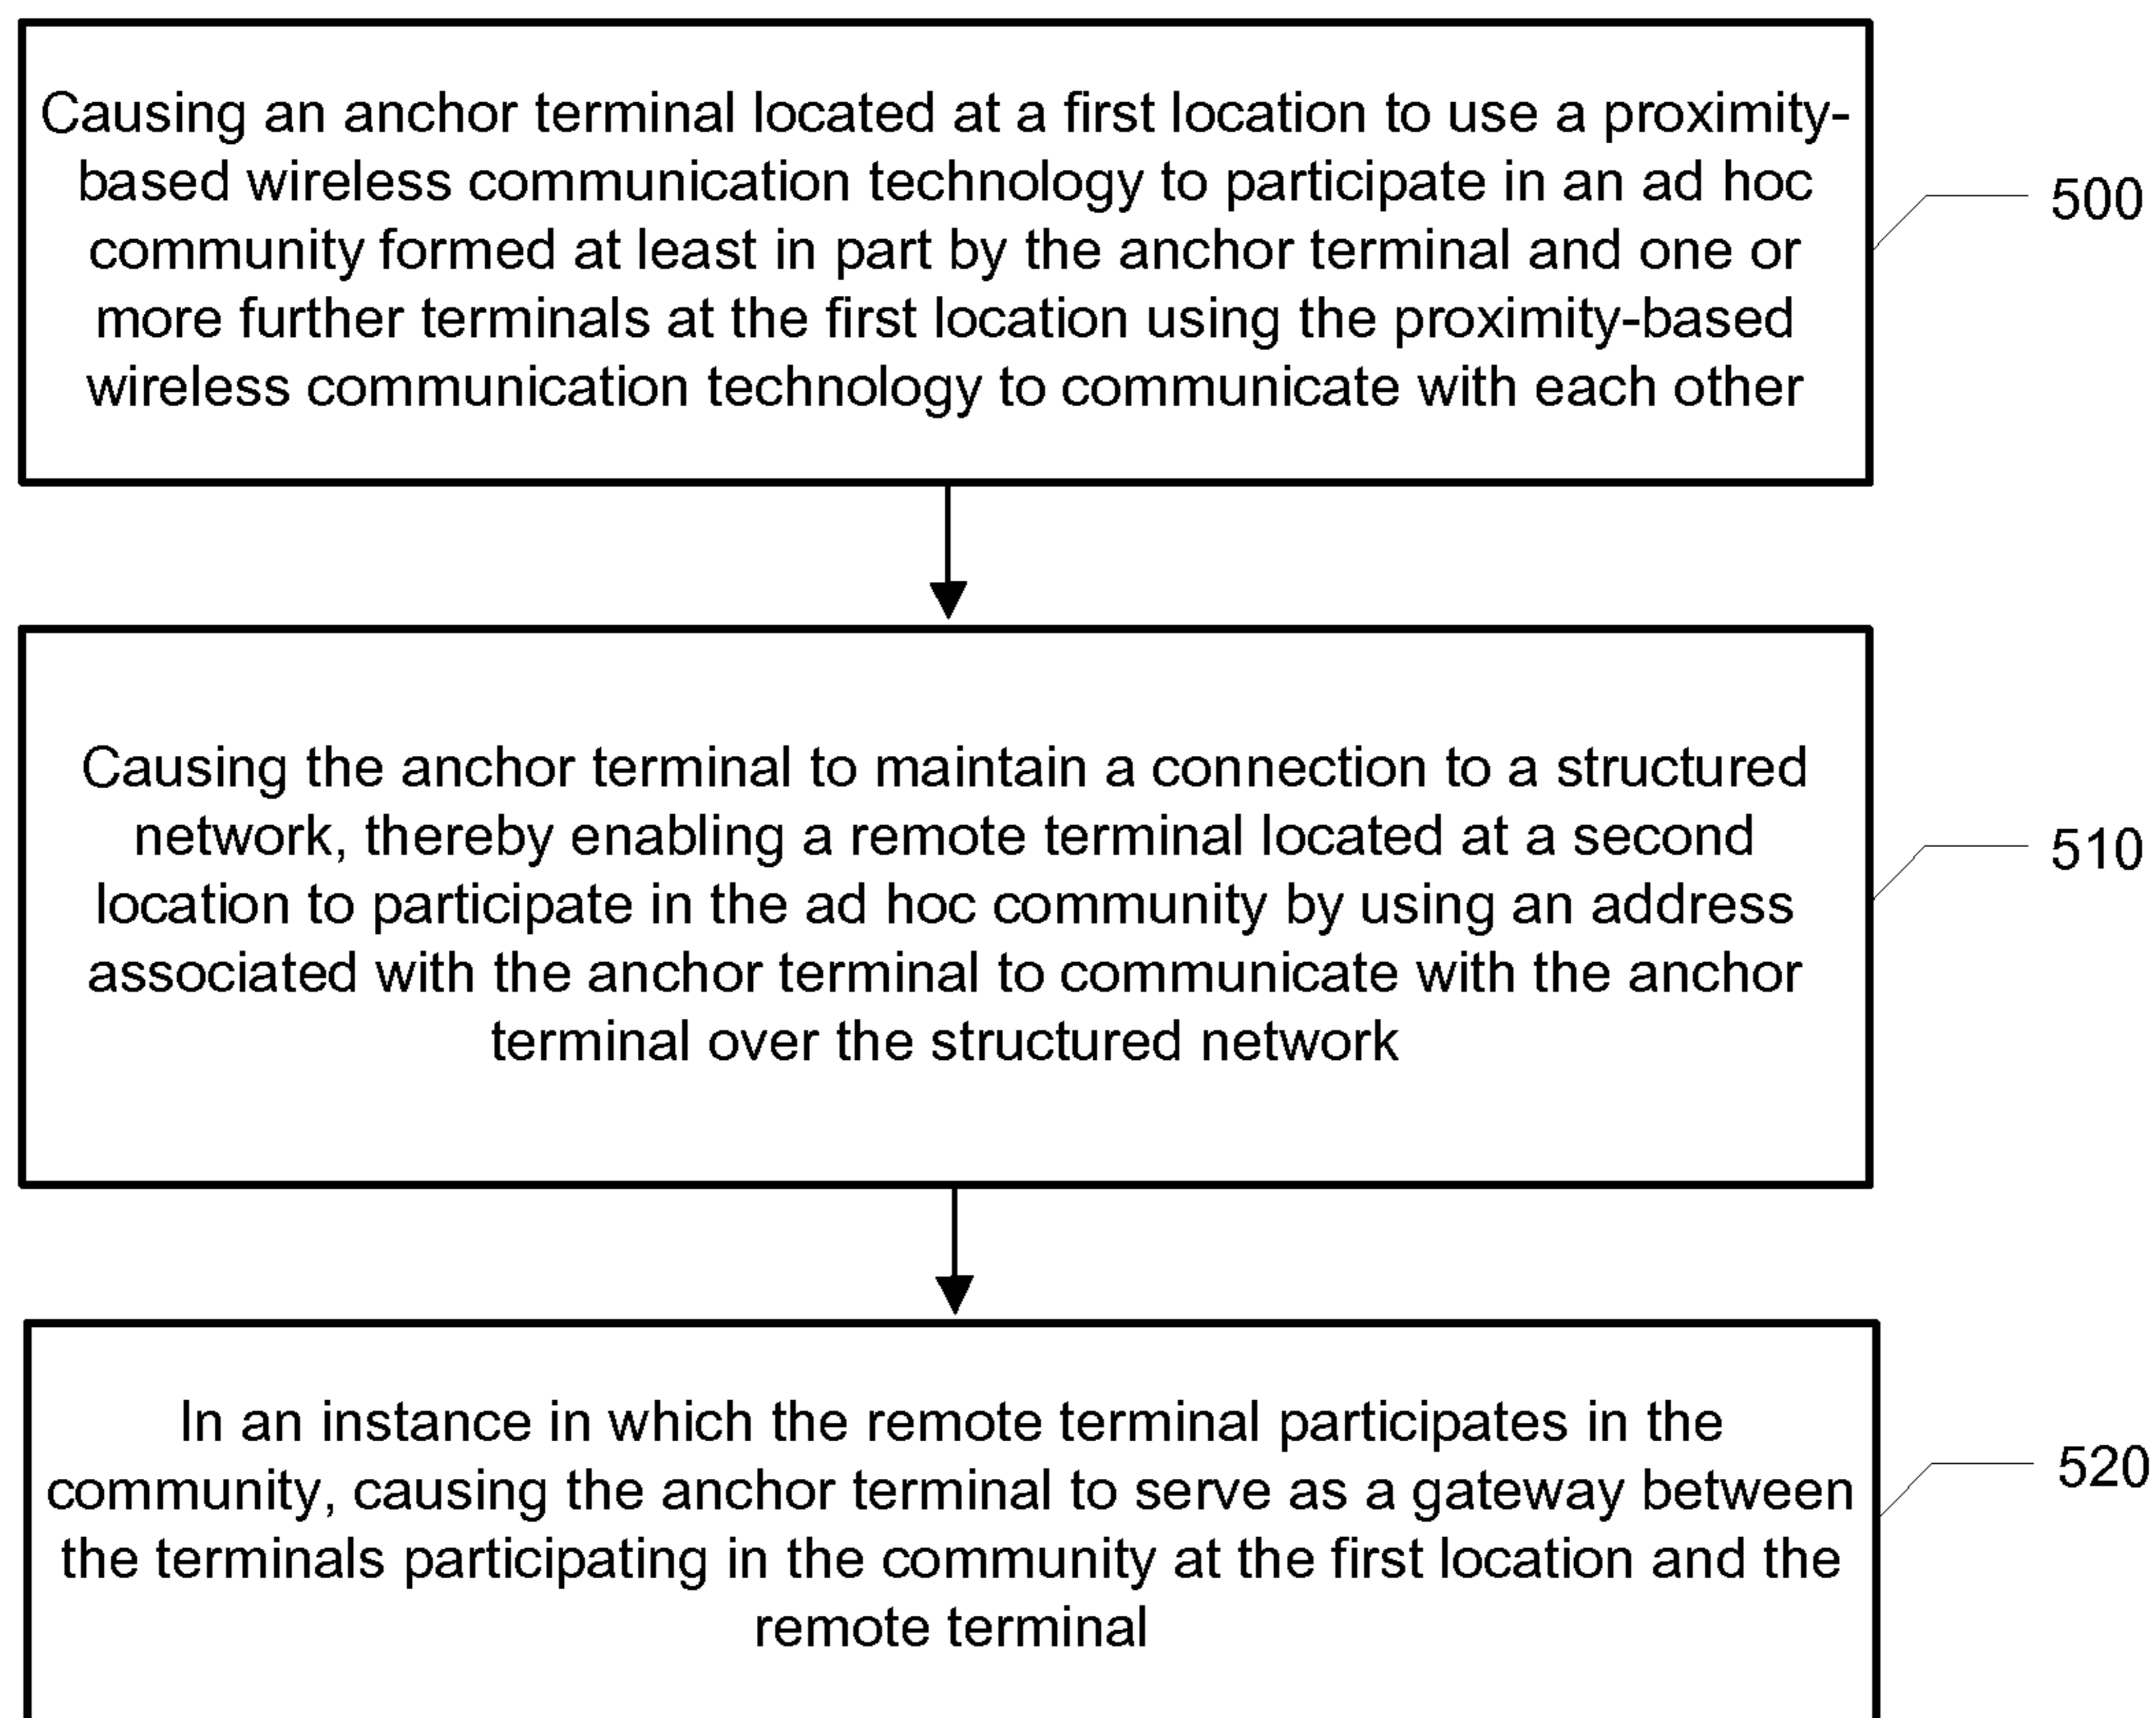 Causing an anchor terminal located at a first location to use a proximity-
based wireless communication technology to participate in an ad hoc
community formed at least in part by the anchor terminal and one or
more further terminals at the first location using the proximity-based
wireless communication technology to communicate with each other
500
Causing the anchor terminal to maintain a connection to a structured
network, thereby enabling a remote terminal located at a second
location to participate in the ad hoc community by using an address
associated with the anchor terminal to communicate with the anchor
terminal over the structured network
510
In an instance in which the remote terminal participates in the
community, causing the anchor terminal to serve as a gateway between
the terminals participating in the community at the first location and the
remote terminal
520